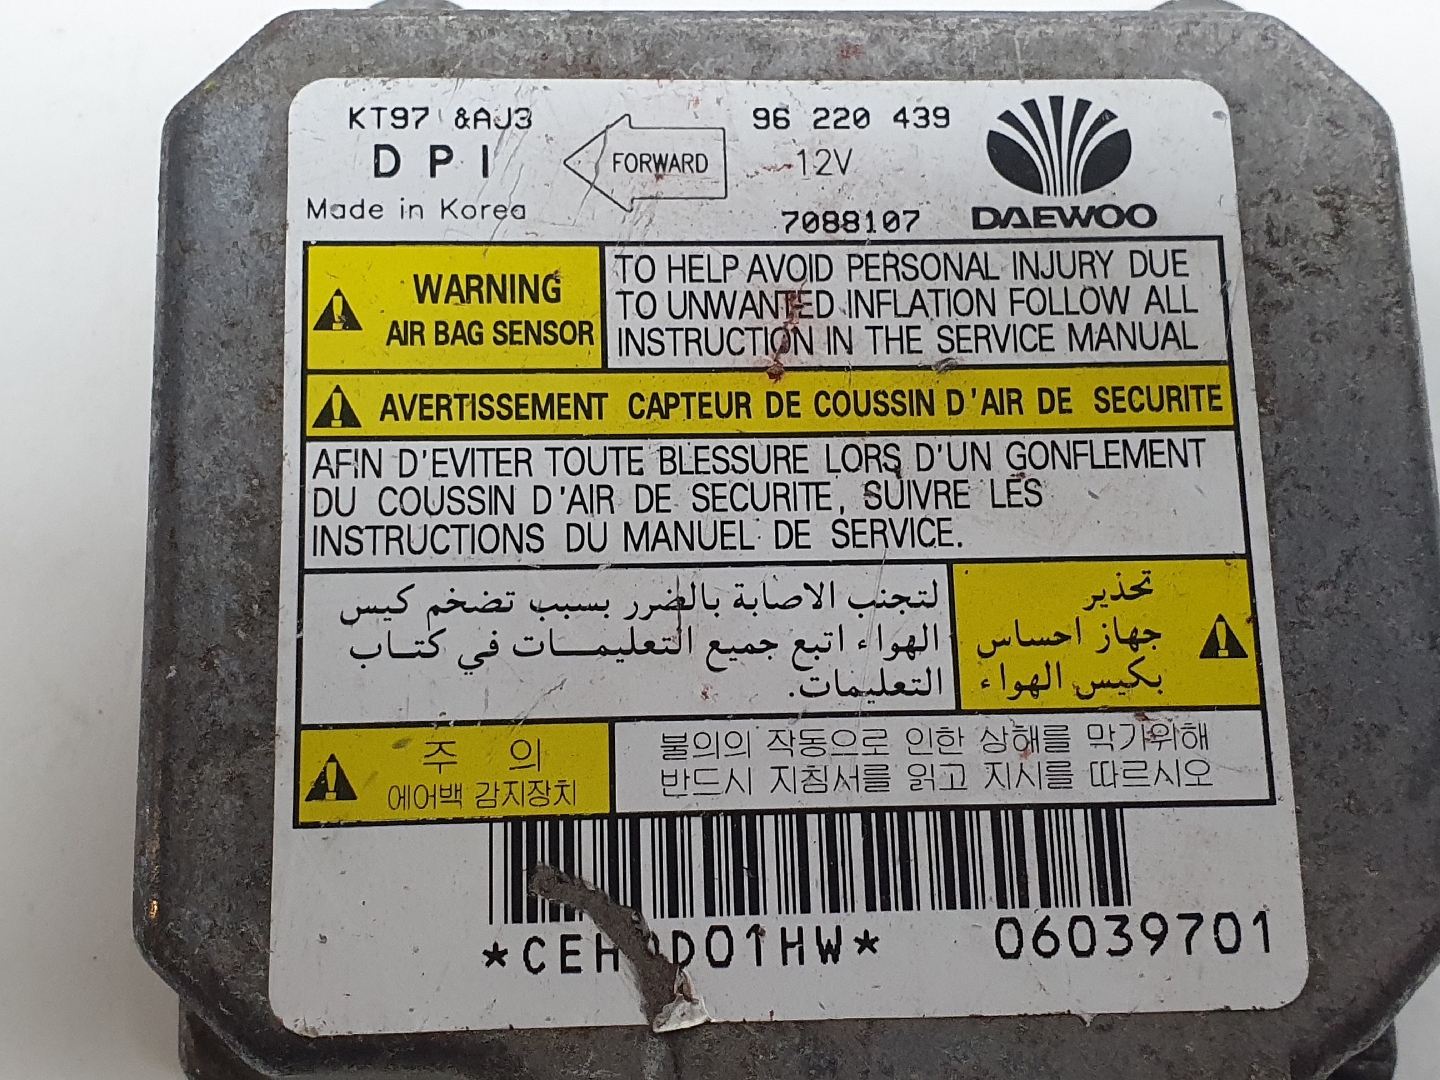 KT97 &AJ3
DPI
Made in Korea
FORWARD
96 220 439
12V
7088107
DAEWOO
WARNING
AIR BAG SENSOR
TO HELP AVOID PERSONAL INJURY DUE
TO UNWANTED INFLATION FOLLOW ALL
INSTRUCTION IN THE SERVICE MANUAL
AVERTISSEMENT CAPTEUR DE COUSSIN D'AIR DE SECURITE
AFIN D'EVITER TOUTE BLESSURE LORS D'UN GONFLEMENT
DU COUSSIN D'AIR DE SECURITE, SUIVRE LES
INSTRUCTIONS DU MANUEL DE SERVICE.
تحذير
جهاز احساس
بكيس الهواء
لتجنب الاصابة بالضرر بسبب تضخم كيس
الهواء اتبع جميع التعليمـــات في كتـاب
التعليمات.
주 의
에어백 감지장치
불의의 작동으로 인한 상해를 막기위해
반드시 지침서를 읽고 지시를 따르시오
06039701